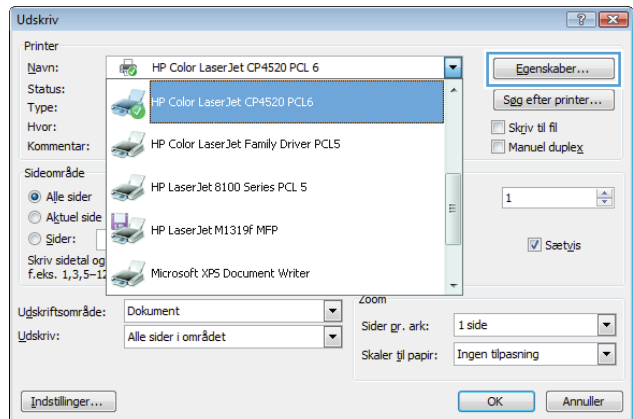 Udskriv
Printer
Navn: HP Color LaserJet CP4520 PCL 6 Egenskaber...
Status:
HP Color LaserJet CP4520 PCL6
Type: Søg efter printer...
Hvor: Skriv til fil
Kommentar: HP Color LaserJet Family Driver PCL5 Manuel duplex
Sideområde
HP LaserJet 8100 Series PCL 5
Alle sider 1
Aktuel side
HP LaserJet M1319f MFP
Sider: Sætvis
Skriv sidetal og
f.eks. 1,3,5–12
Microsoft XPS Document Writer
Zoom
Udskriftsområde: Dokument
Sider pr. ark: 1 side
Udskriv: Alle sider i området
Skaler til papir: Ingen tilpasning
Indstillinger... OK Annuller